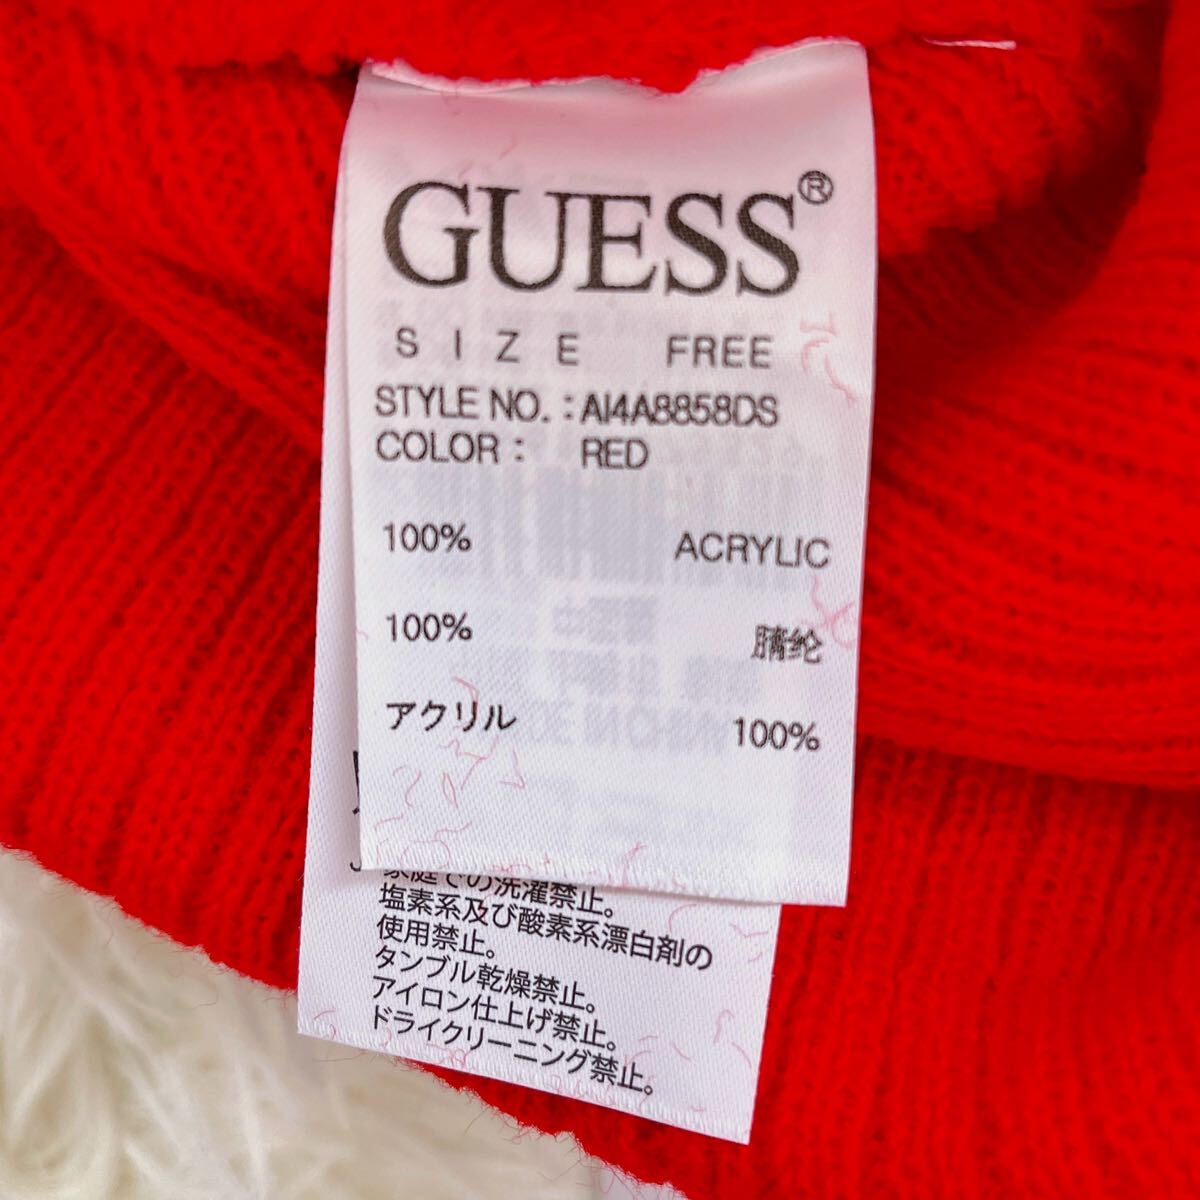 GUESS®
SIZE FREE
STYLE NO.:AI4A8858DS
COLOR: RED
100% ACRYLIC
100% 腈纶
アクリル 100%
家庭での洗濯禁止。
塩素系及び酸素系漂白剤の
使用禁止。
タンブル乾燥禁止。
アイロン仕上げ禁止。
ドライクリーニング禁止。